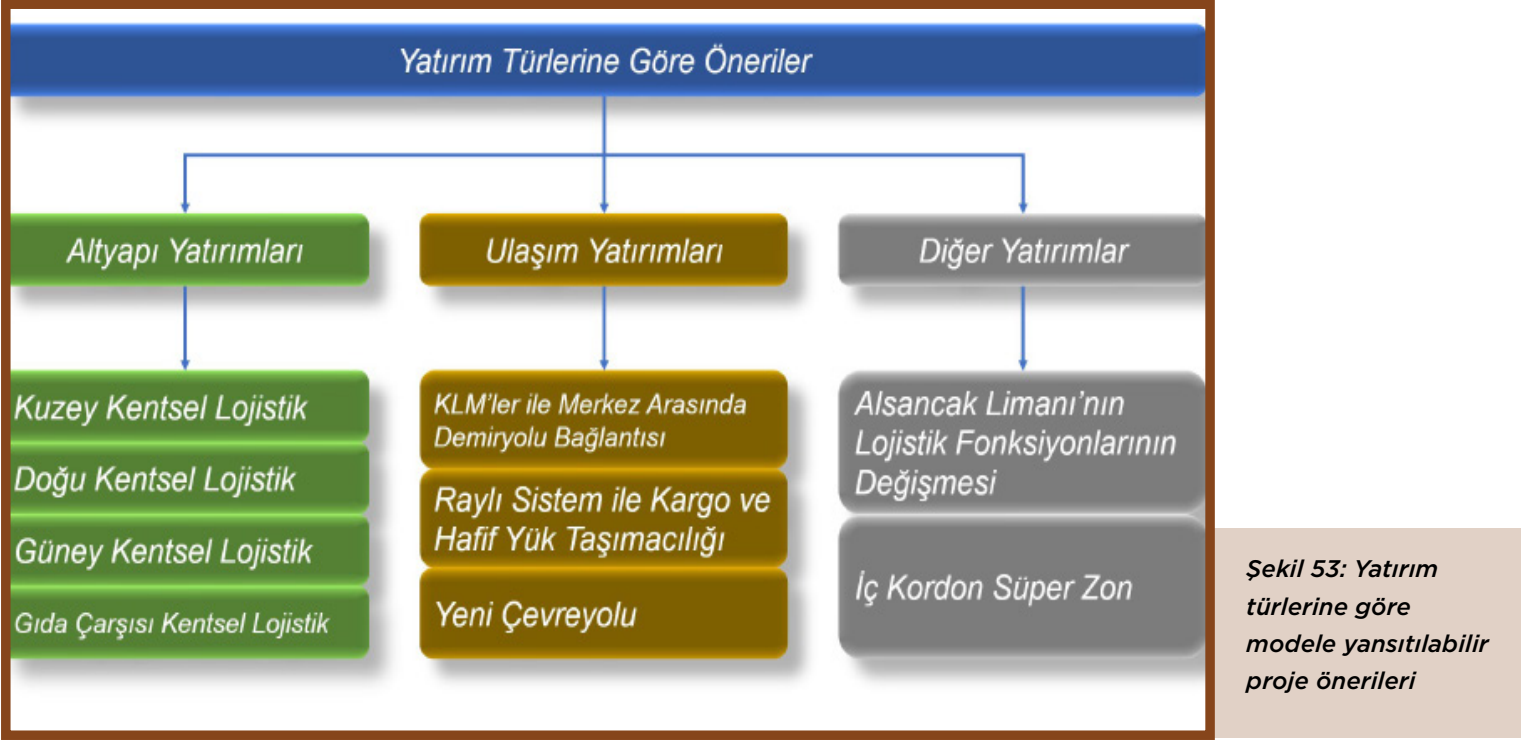 Yatırım Türlerine Göre Öneriler
Altyapı Yatırımları
Kuzey Kentsel Lojistik
Doğu Kentsel Lojistik
Güney Kentsel Lojistik
Gıda Çarşısı Kentsel Lojistik
Ulaşım Yatırımları
KLM'ler ile Merkez Arasında
Demiryolu Bağlantısı
Raylı Sistem ile Kargo ve
Hafif Yük Taşımacılığı
Yeni Çevreyolu
Diğer Yatırımlar
Alsancak Limanı'nın
Lojistik Fonksiyonlarının
Değişmesi
İç Kordon Süper Zon
Şekil 53: Yatırım
türlerine göre
modele yansıtılabilir
proje önerileri